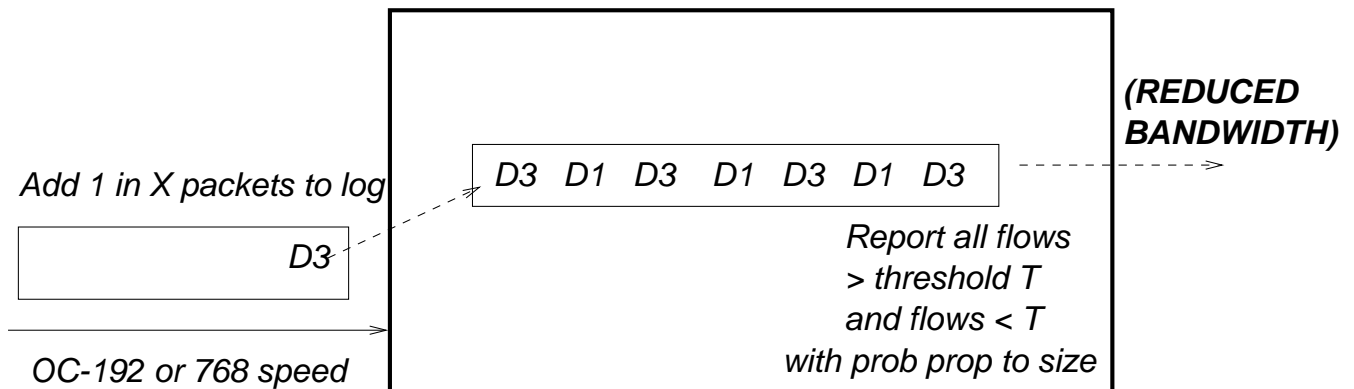 (REDUCED
BANDWIDTH)
Add 1 in X packets to log
D3 D1 D3 D1 D3 D1 D3
D3
Report all flows
> threshold T
and flows < T
with prob prop to size
OC-192 or 768 speed